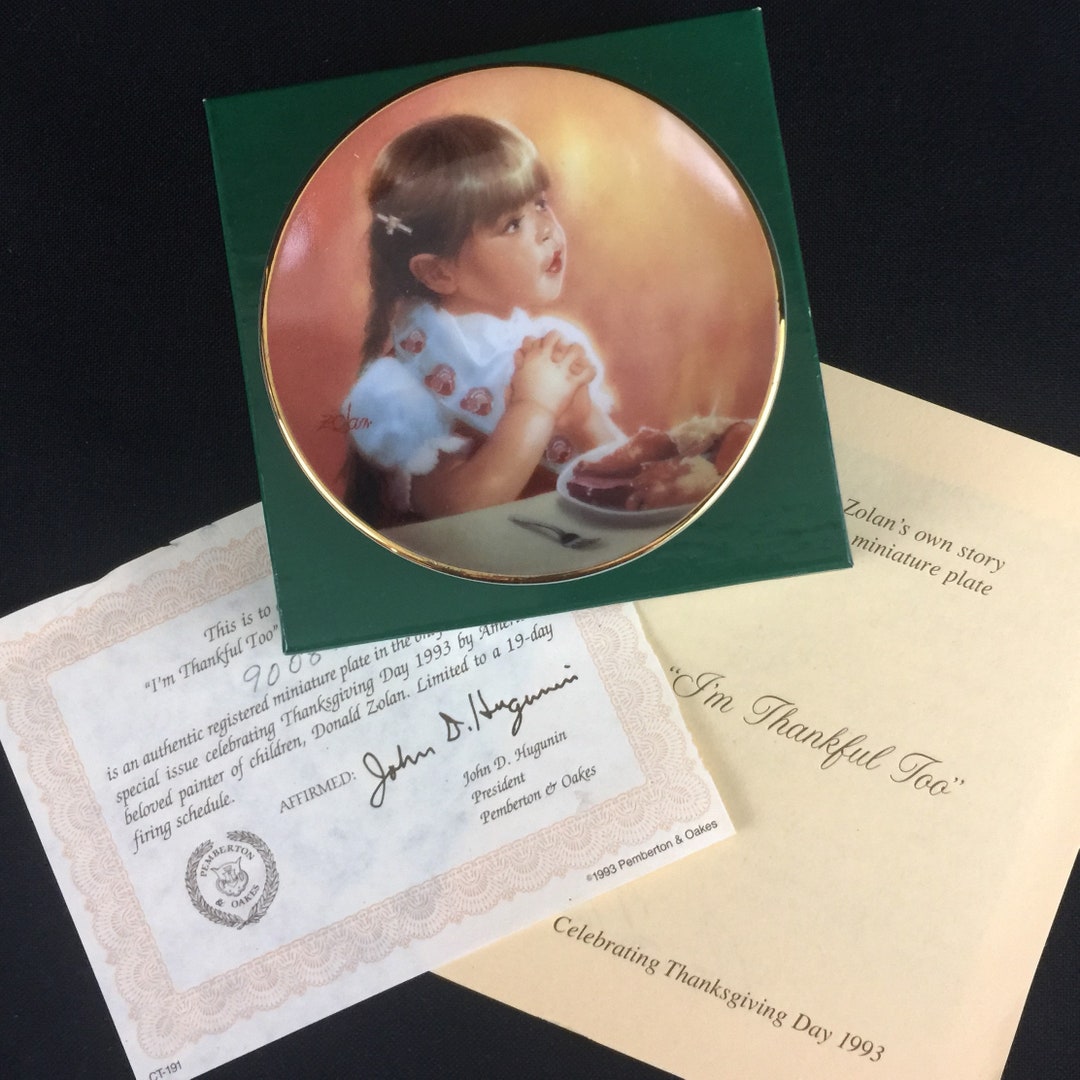 Zolan
Zolan's own story
miniature plate
"I'm Thankful Too"
Celebrating Thanksgiving Day 1993
This is to
"I'm Thankful Too"
is an authentic registered miniature plate in the only
special issue celebrating Thanksgiving Day 1993 by
beloved painter of children, Donald Zolan. Limited to a 19-day
firing schedule.
AFFIRMED: John D. Hugunin
John D. Hugunin
President
Pemberton & Oakes
PEMBERTON
& OAKES
©1993 Pemberton & Oakes
CT-191